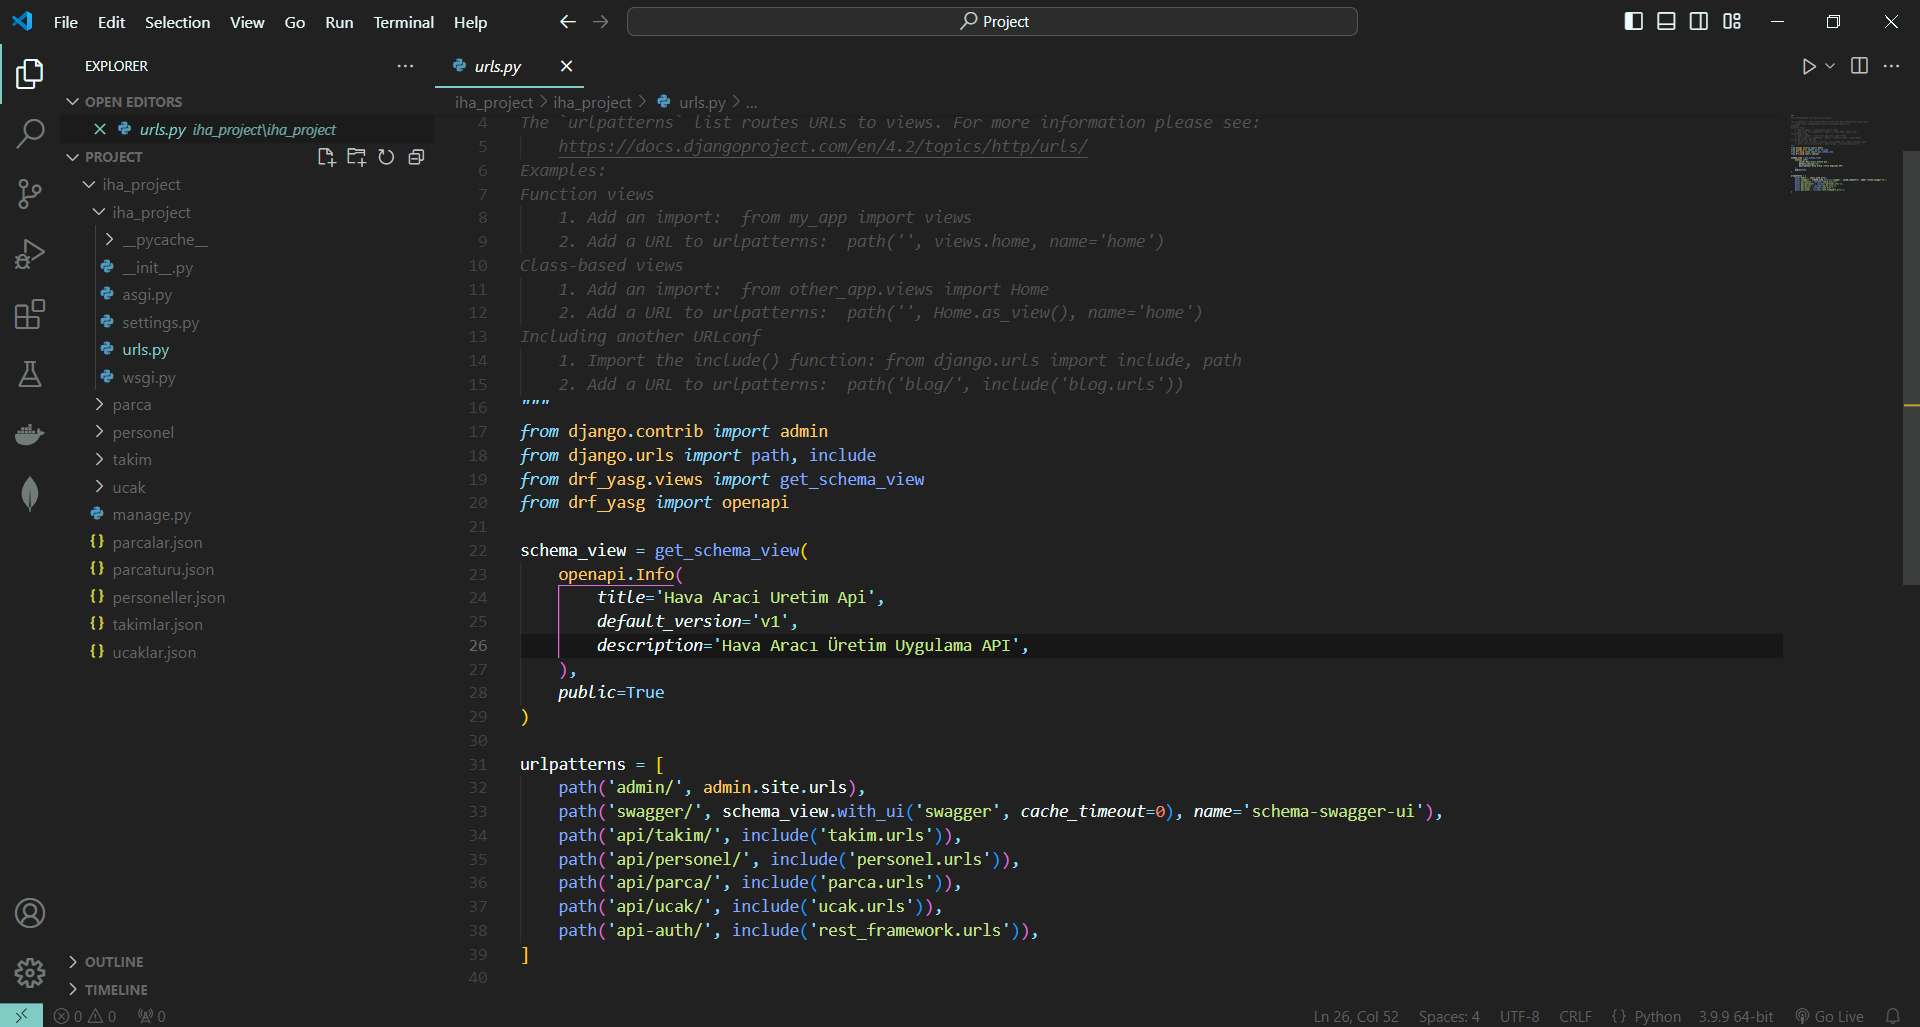 File Edit Selection View Go Run Terminal Help
Project
EXPLORER
OPEN EDITORS
urls.py iha_project\iha_project
PROJECT
iha_project
iha_project
__pycache__
__init__.py
asgi.py
settings.py
urls.py
wsgi.py
parca
personel
takim
ucak
manage.py
parcalar.json
parcaturu.json
personeller.json
takimlar.json
ucaklar.json
OUTLINE
TIMELINE
urls.py
iha_project > iha_project > urls.py > ...
4 The `urlpatterns` list routes URLs to views. For more information please see:
5     https://docs.djangoproject.com/en/4.2/topics/http/urls/
6 Examples:
7 Function views
8     1. Add an import:  from my_app import views
9     2. Add a URL to urlpatterns:  path('', views.home, name='home')
10 Class-based views
11     1. Add an import:  from other_app.views import Home
12     2. Add a URL to urlpatterns:  path('', Home.as_view(), name='home')
13 Including another URLconf
14     1. Import the include() function: from django.urls import include, path
15     2. Add a URL to urlpatterns:  path('blog/', include('blog.urls'))
16 """
17 from django.contrib import admin
18 from django.urls import path, include
19 from drf_yasg.views import get_schema_view
20 from drf_yasg import openapi
21
22 schema_view = get_schema_view(
23     openapi.Info(
24         title='Hava Araci Uretim Api',
25         default_version='v1',
26         description='Hava Aracı Üretim Uygulama API',
27     ),
28     public=True
29 )
30
31 urlpatterns = [
32     path('admin/', admin.site.urls),
33     path('swagger/', schema_view.with_ui('swagger', cache_timeout=0), name='schema-swagger-ui'),
34     path('api/takim/', include('takim.urls')),
35     path('api/personel/', include('personel.urls')),
36     path('api/parca/', include('parca.urls')),
37     path('api/ucak/', include('ucak.urls')),
38     path('api-auth/', include('rest_framework.urls')),
39 ]
40
0 0 0
Ln 26, Col 52 Spaces: 4 UTF-8 CRLF {} Python 3.9.9 64-bit Go Live